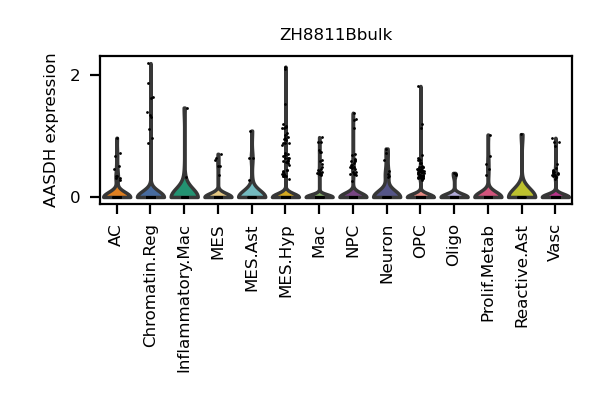 ZH8811Bbulk
AASDH expression
2
0
AC
Chromatin.Reg
Inflammatory.Mac
MES
MES.Ast
MES.Hyp
Mac
NPC
Neuron
OPC
Oligo
Prolif.Metab
Reactive.Ast
Vasc